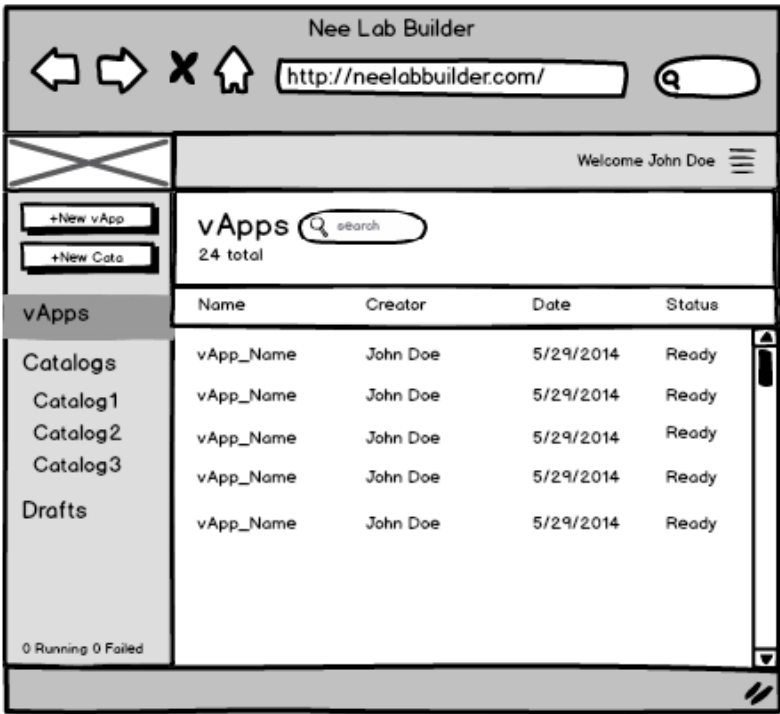 Nee Lab Builder
http://neelabbuilder.com/
Welcome John Doe
+New vApp
+New Cata
vApps
Catalogs
Catalog1
Catalog2
Catalog3
Drafts
0 Running 0 Failed
vApps search
24 total
Name Creator Date Status
vApp_Name John Doe 5/29/2014 Ready
vApp_Name John Doe 5/29/2014 Ready
vApp_Name John Doe 5/29/2014 Ready
vApp_Name John Doe 5/29/2014 Ready
vApp_Name John Doe 5/29/2014 Ready